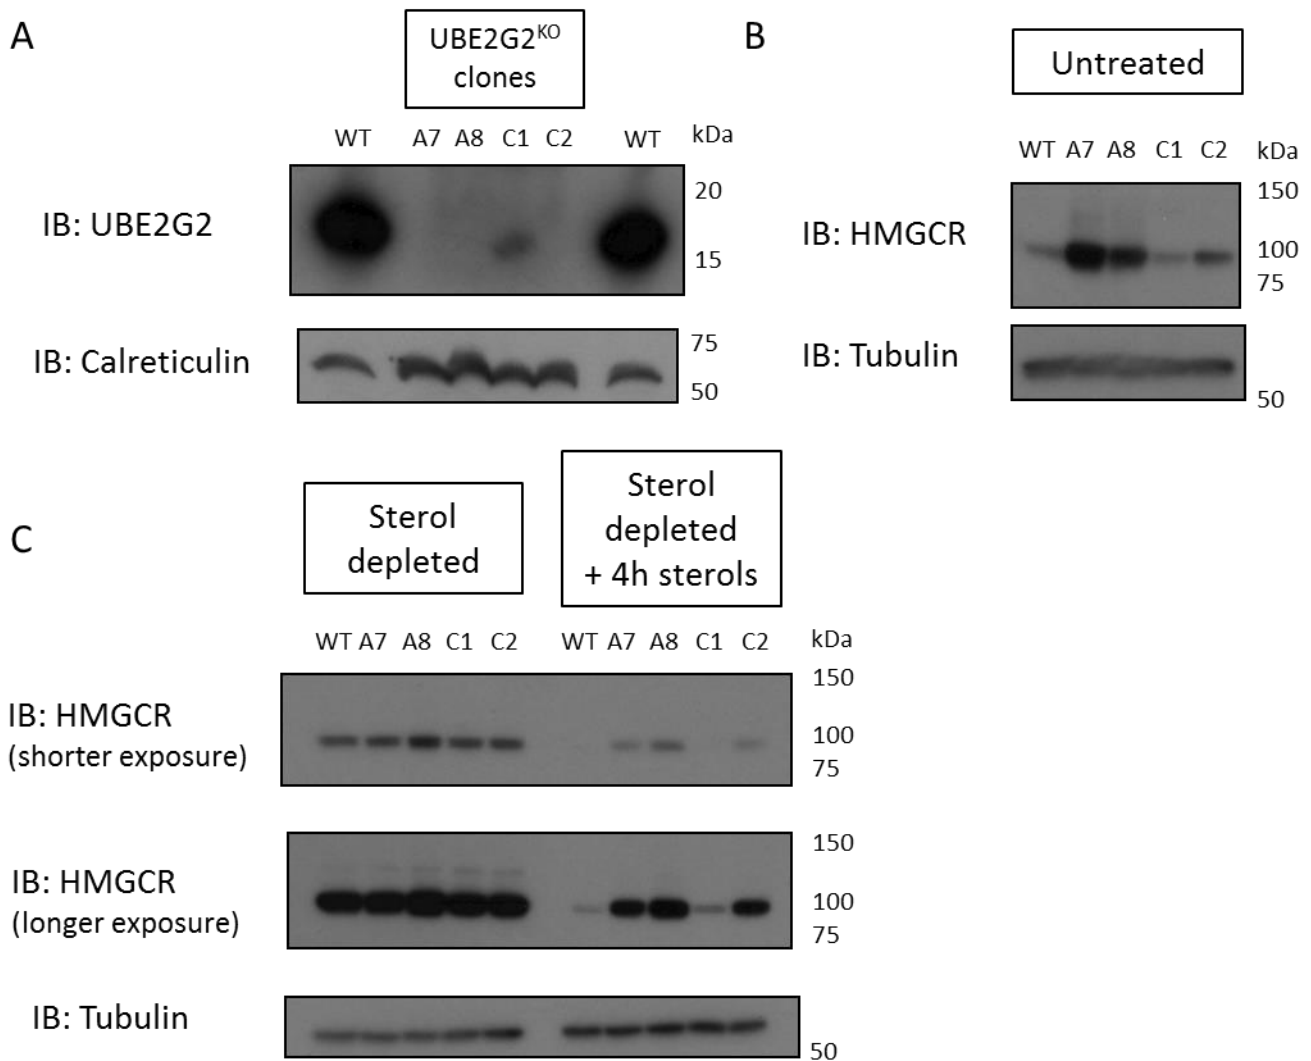 A
UBE2G2KO
clones
WT A7 A8 C1 C2 WT kDa
IB: UBE2G2
20
15
IB: Calreticulin
75
50
B
Untreated
WT A7 A8 C1 C2 kDa
IB: HMGCR
150
100
75
IB: Tubulin
50
C
Sterol
depleted
Sterol
depleted
+ 4h sterols
WT A7 A8 C1 C2 WT A7 A8 C1 C2 kDa
IB: HMGCR
(shorter exposure)
150
100
75
IB: HMGCR
(longer exposure)
150
100
75
IB: Tubulin
50